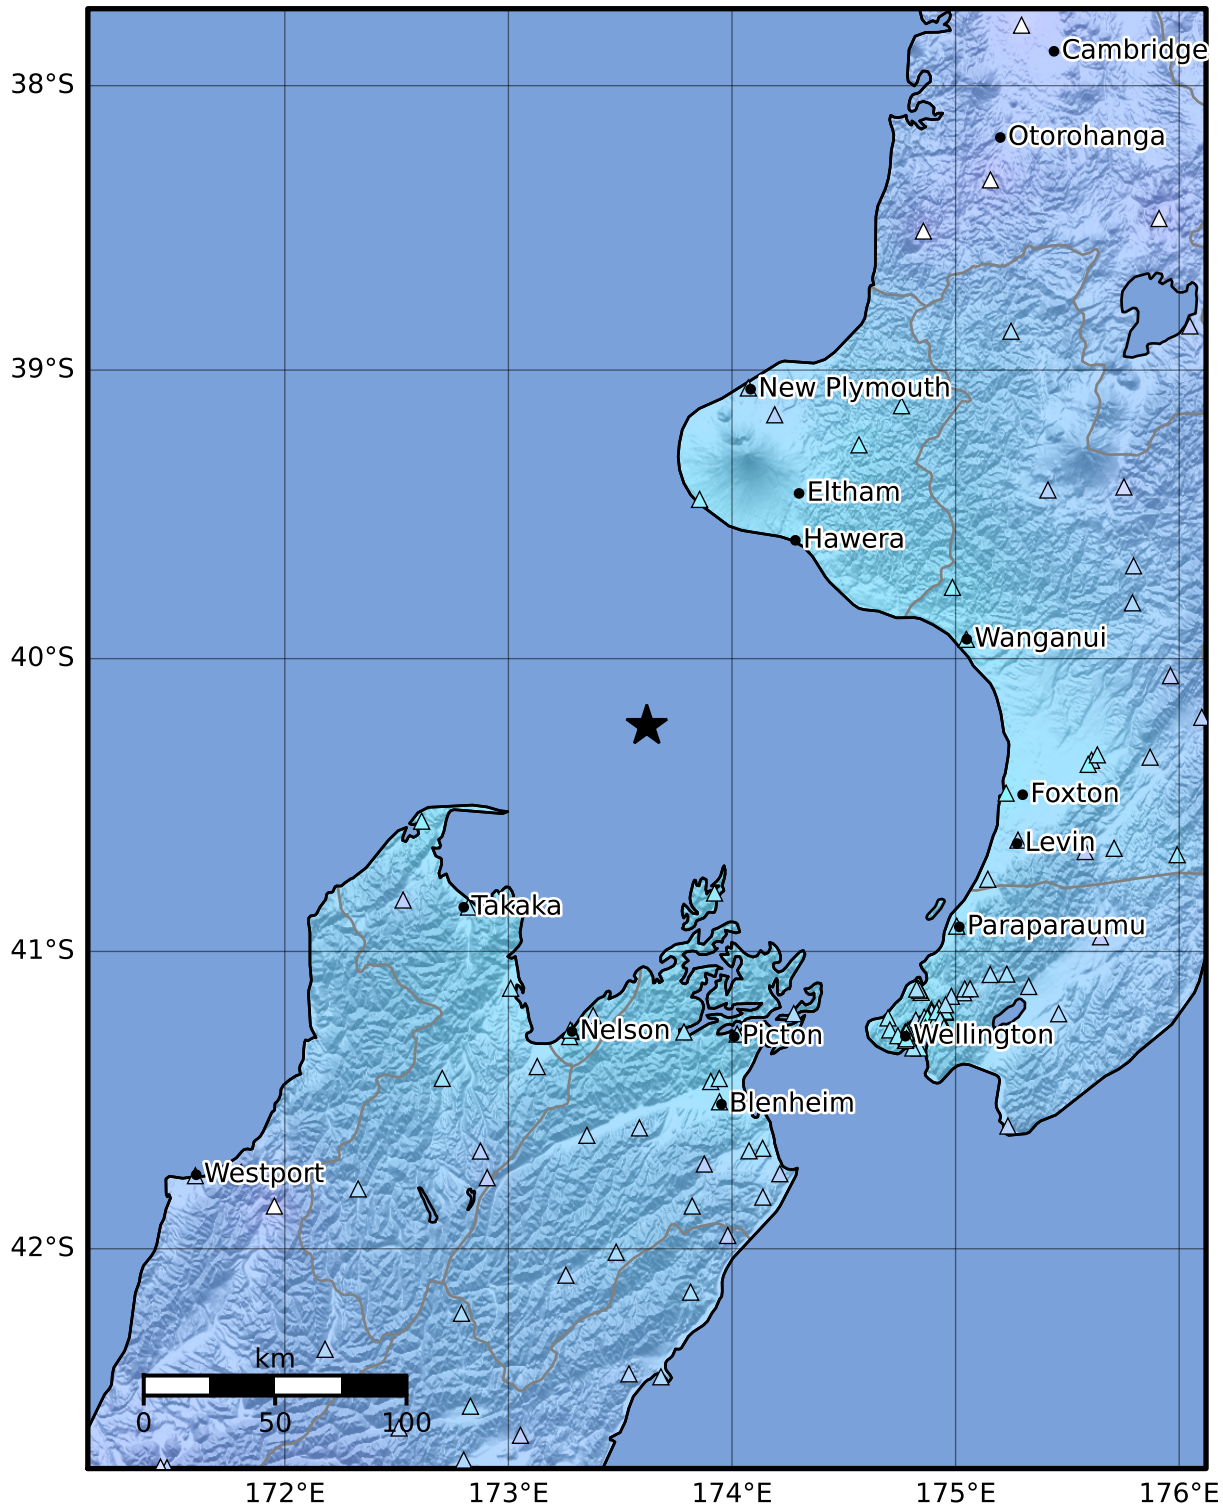 Cambridge
38°S
Otorohanga
39°S
New Plymouth
Eltham
Hawera
Wanganui
40°S
Foxton
Levin
Takaka
Paraparaumu
41°S
Nelson
Picton
Wellington
Blenheim
Westport
42°S
km
0 50 100
172°E 173°E 174°E 175°E 176°E